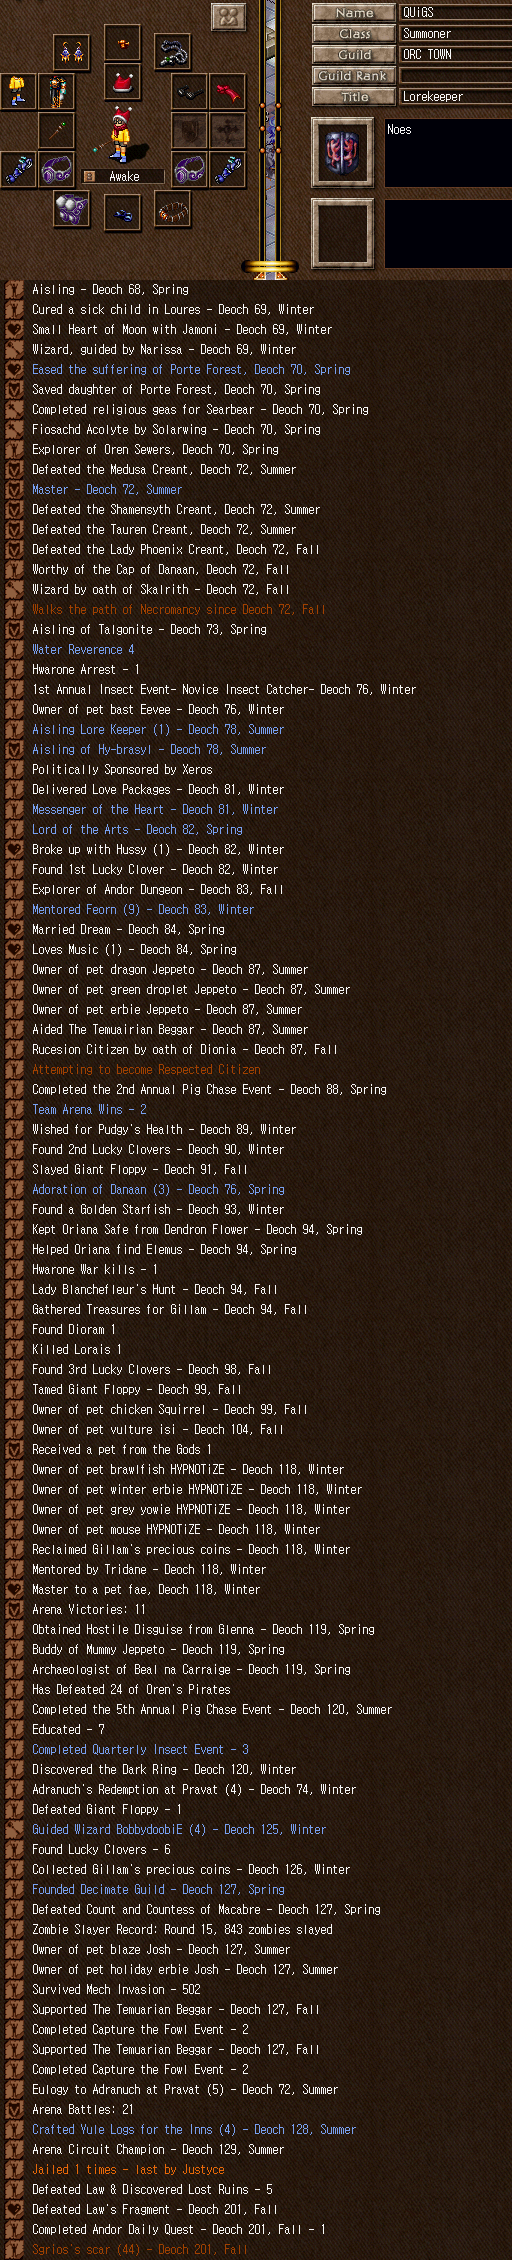 Name QUiGS
Class Summoner
Guild ORC TOWN
Guild Rank
Title Lorekeeper
Noes
Awake
Aisling - Deoch 68, Spring
Cured a sick child in Loures - Deoch 69, Winter
Small Heart of Moon with Jamoni - Deoch 69, Winter
Wizard, guided by Narissa - Deoch 69, Winter
Eased the suffering of Porte Forest, Deoch 70, Spring
Saved daughter of Porte Forest, Deoch 70, Spring
Completed religious geas for Searbear - Deoch 70, Spring
Fiosachd Acolyte by Solarwing - Deoch 70, Spring
Explorer of Oren Sewers, Deoch 70, Spring
Defeated the Medusa Creant, Deoch 72, Summer
Master - Deoch 72, Summer
Defeated the Shamensyth Creant, Deoch 72, Summer
Defeated the Tauren Creant, Deoch 72, Summer
Defeated the Lady Phoenix Creant, Deoch 72, Fall
Worthy of the Cap of Danaan, Deoch 72, Fall
Wizard by oath of Skalrith - Deoch 72, Fall
Walks the path of Necromancy since Deoch 72, Fall
Aisling of Talgonite - Deoch 73, Spring
Water Reverence 4
Hwarone Arrest - 1
1st Annual Insect Event- Novice Insect Catcher- Deoch 76, Winter
Owner of pet bast Eevee - Deoch 76, Winter
Aisling Lore Keeper (1) - Deoch 78, Summer
Aisling of Hy-brasyl - Deoch 78, Summer
Politically Sponsored by Xeros
Delivered Love Packages - Deoch 81, Winter
Messenger of the Heart - Deoch 81, Winter
Lord of the Arts - Deoch 82, Spring
Broke up with Hussy (1) - Deoch 82, Winter
Found 1st Lucky Clover - Deoch 82, Winter
Explorer of Andor Dungeon - Deoch 83, Fall
Mentored Feorn (9) - Deoch 83, Winter
Married Dream - Deoch 84, Spring
Loves Music (1) - Deoch 84, Spring
Owner of pet dragon Jeppeto - Deoch 87, Summer
Owner of pet green droplet Jeppeto - Deoch 87, Summer
Owner of pet erbie Jeppeto - Deoch 87, Summer
Aided The Temuairian Beggar - Deoch 87, Summer
Rucesion Citizen by oath of Dionia - Deoch 87, Fall
Attempting to become Respected Citizen
Completed the 2nd Annual Pig Chase Event - Deoch 88, Spring
Team Arena Wins - 2
Wished for Pudgy's Health - Deoch 89, Winter
Found 2nd Lucky Clovers - Deoch 90, Winter
Slayed Giant Floppy - Deoch 91, Fall
Adoration of Danaan (3) - Deoch 76, Spring
Found a Golden Starfish - Deoch 93, Winter
Kept Oriana Safe from Dendron Flower - Deoch 94, Spring
Helped Oriana find Elemus - Deoch 94, Spring
Hwarone War kills - 1
Lady Blanchefleur's Hunt - Deoch 94, Fall
Gathered Treasures for Gillam - Deoch 94, Fall
Found Dioram 1
Killed Lorais 1
Found 3rd Lucky Clovers - Deoch 98, Fall
Tamed Giant Floppy - Deoch 99, Fall
Owner of pet chicken Squirrel - Deoch 99, Fall
Owner of pet vulture isi - Deoch 104, Fall
Received a pet from the Gods 1
Owner of pet brawlfish HYPNOTiZE - Deoch 118, Winter
Owner of pet winter erbie HYPNOTiZE - Deoch 118, Winter
Owner of pet grey yowie HYPNOTiZE - Deoch 118, Winter
Owner of pet mouse HYPNOTiZE - Deoch 118, Winter
Reclaimed Gillam's precious coins - Deoch 118, Winter
Mentored by Tridane - Deoch 118, Winter
Master to a pet fae, Deoch 118, Winter
Arena Victories: 11
Obtained Hostile Disguise from Glenna - Deoch 119, Spring
Buddy of Mummy Jeppeto - Deoch 119, Spring
Archaeologist of Beal na Carraige - Deoch 119, Spring
Has Defeated 24 of Oren's Pirates
Completed the 5th Annual Pig Chase Event - Deoch 120, Summer
Educated - 7
Completed Quarterly Insect Event - 3
Discovered the Dark Ring - Deoch 120, Winter
Adranuch's Redemption at Pravat (4) - Deoch 74, Winter
Defeated Giant Floppy - 1
Guided Wizard BobbydoobiE (4) - Deoch 125, Winter
Found Lucky Clovers - 6
Collected Gillam's precious coins - Deoch 126, Winter
Founded Decimate Guild - Deoch 127, Spring
Defeated Count and Countess of Macabre - Deoch 127, Spring
Zombie Slayer Record: Round 15, 843 zombies slayed
Owner of pet blaze Josh - Deoch 127, Summer
Owner of pet holiday erbie Josh - Deoch 127, Summer
Survived Mech Invasion - 502
Supported The Temuarian Beggar - Deoch 127, Fall
Completed Capture the Fowl Event - 2
Supported The Temuarian Beggar - Deoch 127, Fall
Completed Capture the Fowl Event - 2
Eulogy to Adranuch at Pravat (5) - Deoch 72, Summer
Arena Battles: 21
Crafted Yule Logs for the Inns (4) - Deoch 128, Summer
Arena Circuit Champion - Deoch 129, Summer
Jailed 1 times - last by Justyce
Defeated Law & Discovered Lost Ruins - 5
Defeated Law's Fragment - Deoch 201, Fall
Completed Andor Daily Quest - Deoch 201, Fall - 1
Sgrios's scar (44) - Deoch 201, Fall